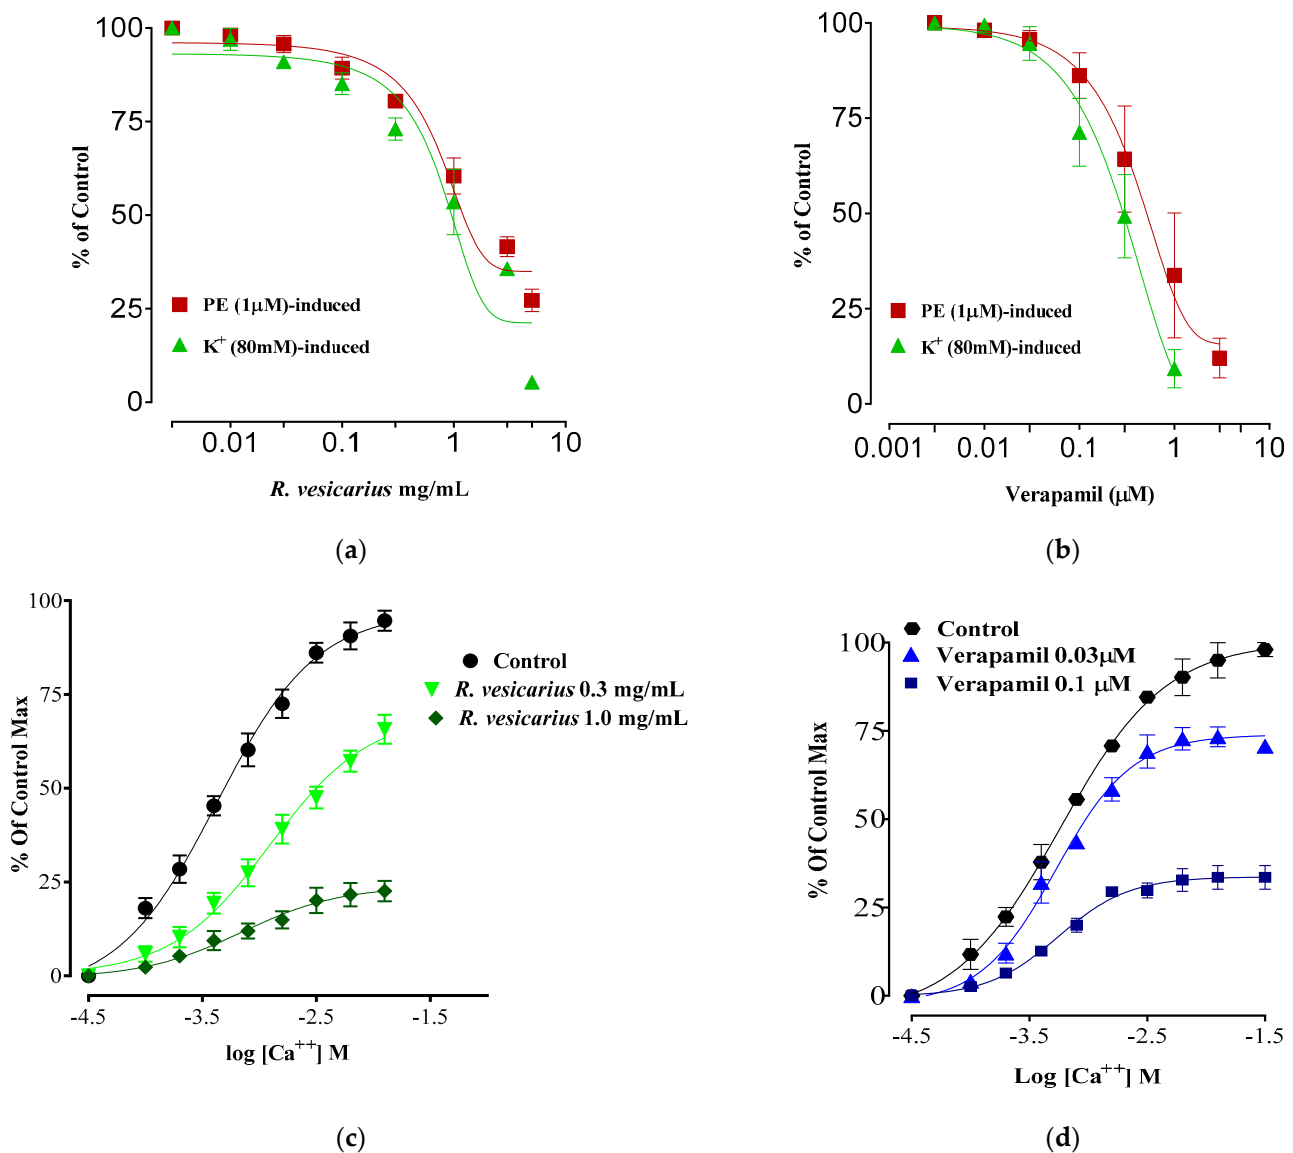 100
75
50
25
0
% of Control
PE (1μM)-induced
K⁺ (80mM)-induced
0.01 0.1 1 10
R. vesicarius mg/mL
(a)
100
75
50
25
0
% of Control
PE (1μM)-induced
K⁺ (80mM)-induced
0.001 0.01 0.1 1 10
Verapamil (μM)
(b)
100
75
50
25
0
% Of Control Max
Control
R. vesicarius 0.3 mg/mL
R. vesicarius 1.0 mg/mL
-4.5 -3.5 -2.5 -1.5
log [Ca⁺⁺] M
(c)
100
75
50
25
0
% Of Control Max
Control
Verapamil 0.03μM
Verapamil 0.1 μM
-4.5 -3.5 -2.5 -1.5
Log [Ca⁺⁺] M
(d)